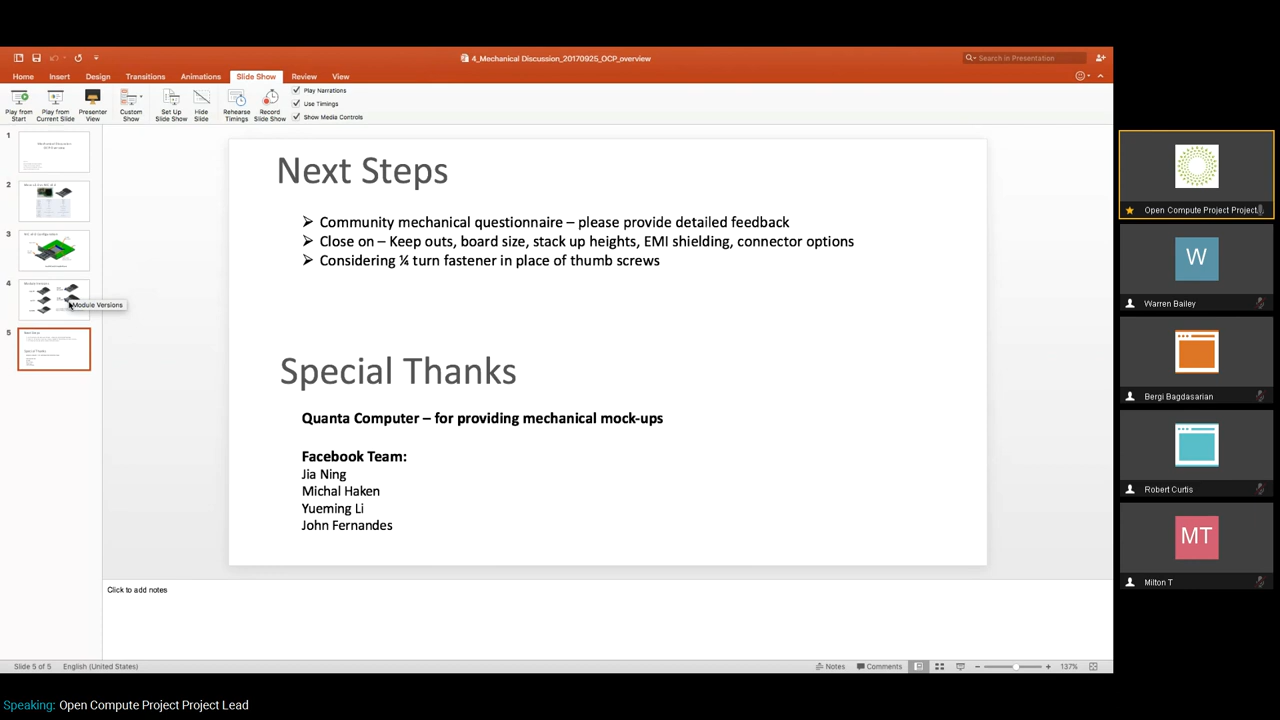 4_Mechanical Discussion_20170925_OCP_overview
Search in Presentation
Home Insert Design Transitions Animations Slide Show Review View
Play from Start
Play from Current Slide
Presenter View
Custom Show
Set Up Slide Show
Hide Slide
Rehearse Timings
Record Slide Show
Play Narrations
Use Timings
Show Media Controls
1
2
3
4
Module Versions
5
Next Steps
➢ Community mechanical questionnaire – please provide detailed feedback
➢ Close on – Keep outs, board size, stack up heights, EMI shielding, connector options
➢ Considering ¼ turn fastener in place of thumb screws
Special Thanks
Quanta Computer – for providing mechanical mock-ups
Facebook Team:
Jia Ning
Michal Haken
Yueming Li
John Fernandes
Click to add notes
Slide 5 of 5 English (United States) Notes Comments 137%
Open Compute Project Project
W
Warren Bailey
Bergi Bagdasarian
Robert Curtis
MT
Milton T
Speaking: Open Compute Project Project Lead